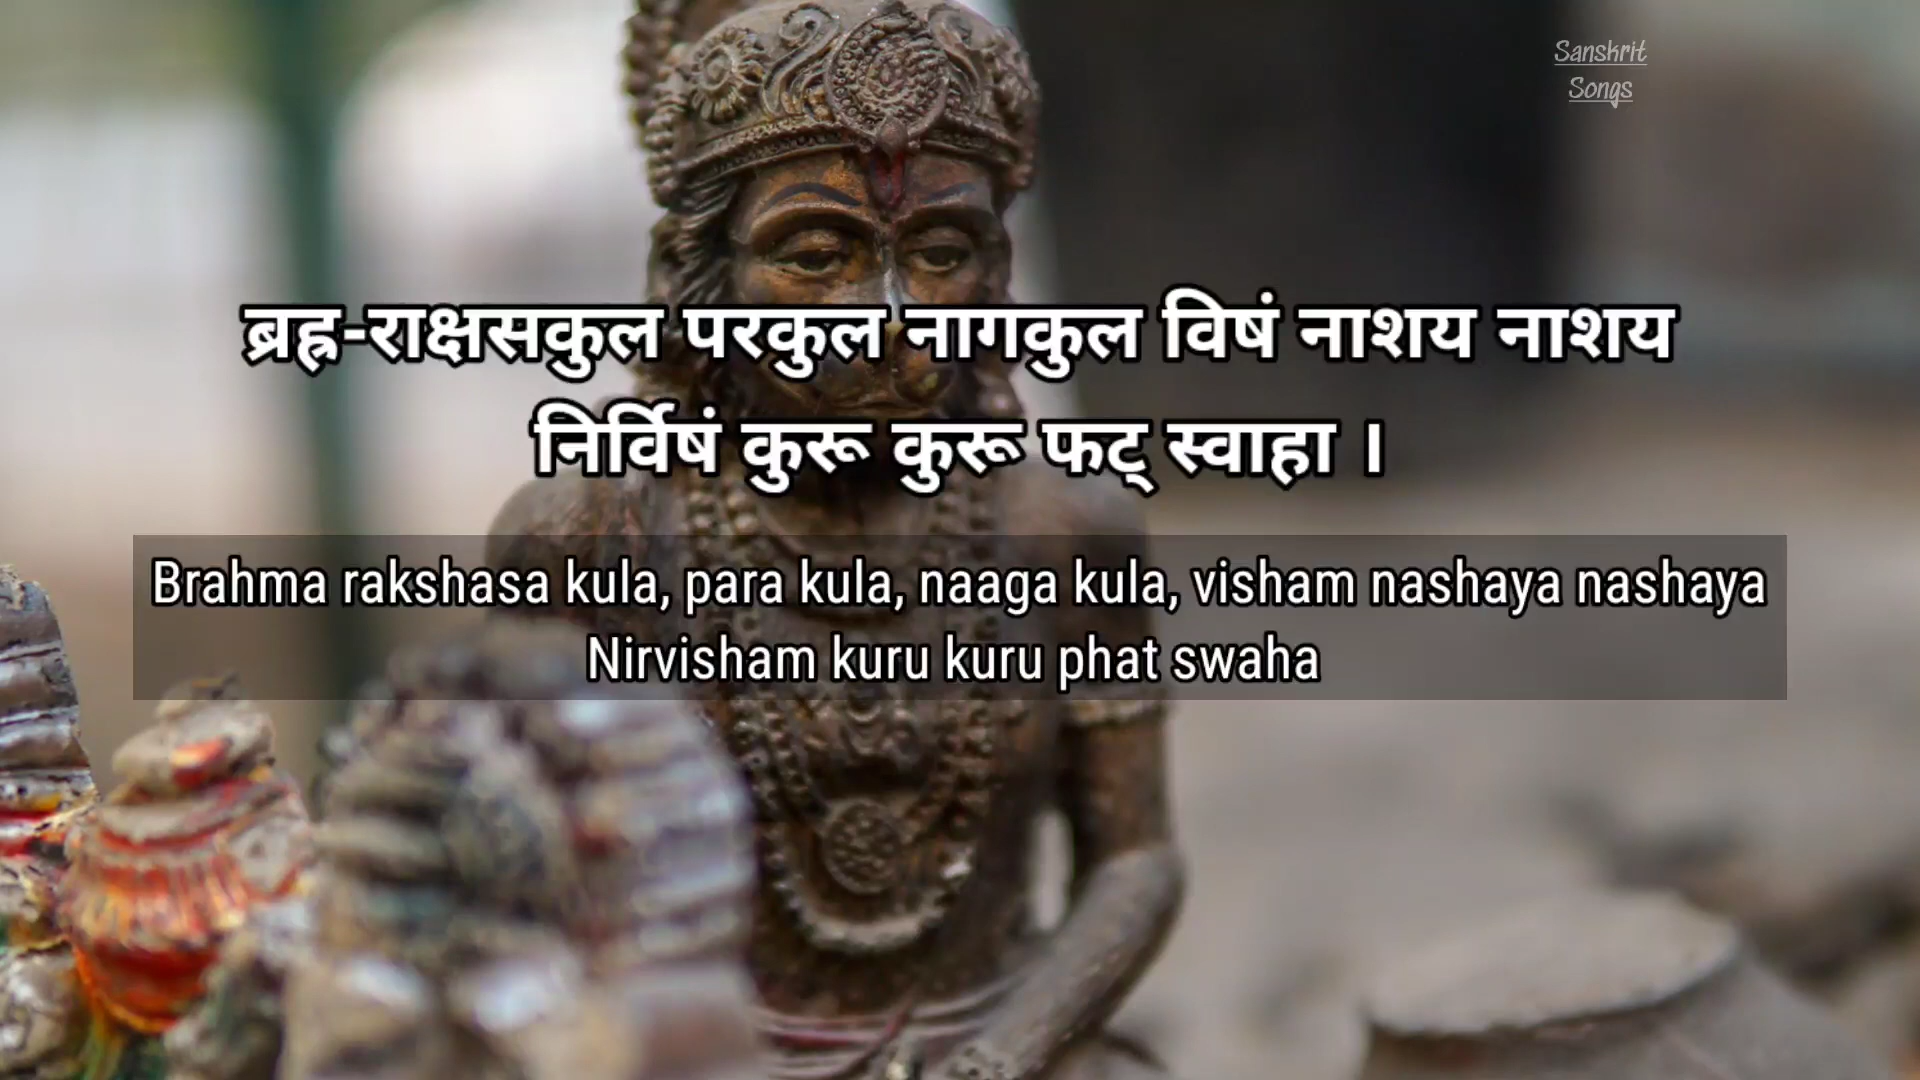 Sanskrit
Songs
ब्रह्र-राक्षसकुल परकुल नागकुल विषं नाशय नाशय
निर्विषं कुरू कुरू फट् स्वाहा ।
Brahma rakshasa kula, para kula, naaga kula, visham nashaya nashaya
Nirvisham kuru kuru phat swaha